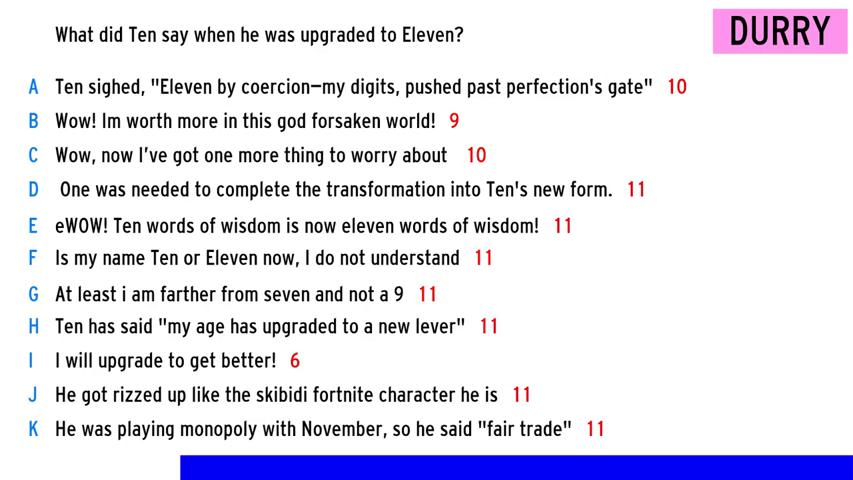 What did Ten say when he was upgraded to Eleven?
DURRY
A Ten sighed, "Eleven by coercion—my digits, pushed past perfection's gate" 10
B Wow! Im worth more in this god forsaken world! 9
C Wow, now I've got one more thing to worry about 10
D One was needed to complete the transformation into Ten's new form. 11
E eWOW! Ten words of wisdom is now eleven words of wisdom! 11
F Is my name Ten or Eleven now, I do not understand 11
G At least i am farther from seven and not a 9 11
H Ten has said "my age has upgraded to a new lever" 11
I I will upgrade to get better! 6
J He got rizzed up like the skibidi fortnite character he is 11
K He was playing monopoly with November, so he said "fair trade" 11